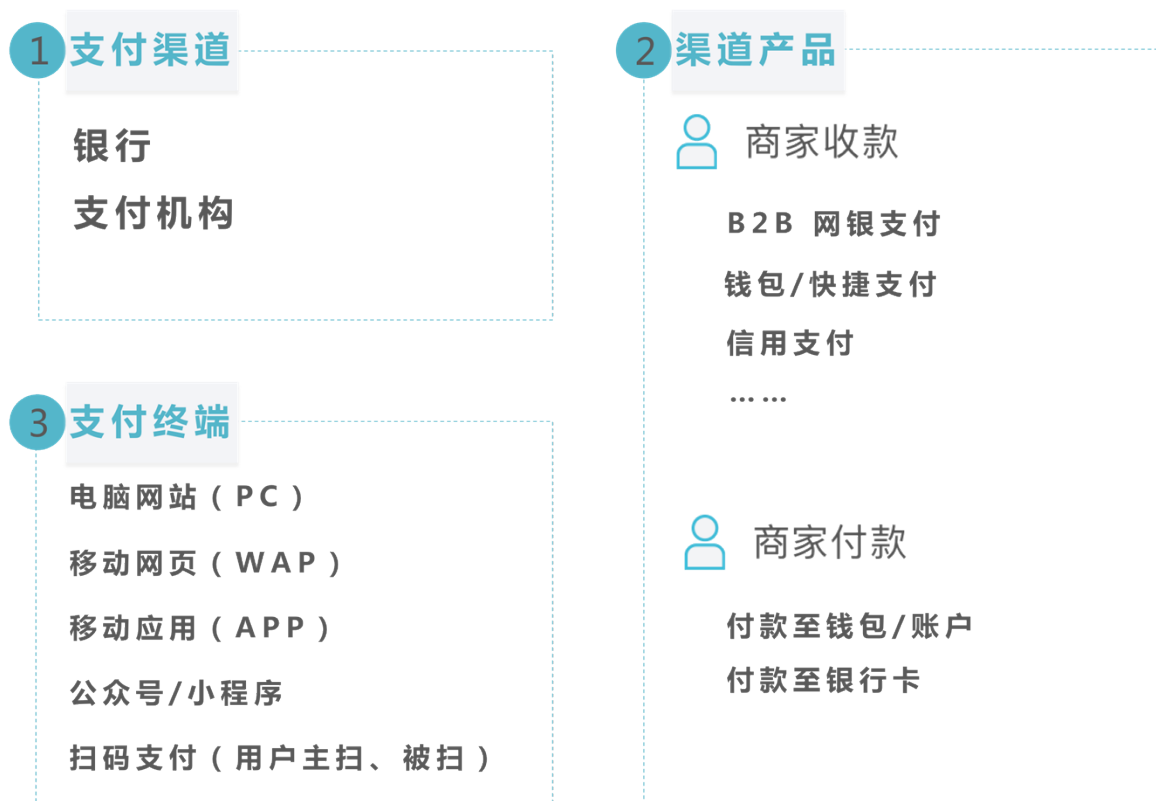 1 支付渠道
银行
支付机构
2 渠道产品
商家收款
B2B 网银支付
钱包/快捷支付
信用支付
... ...
商家付款
付款至钱包/账户
付款至银行卡
3 支付终端
电脑网站（PC）
移动网页（WAP）
移动应用（APP）
公众号/小程序
扫码支付（用户主扫、被扫）